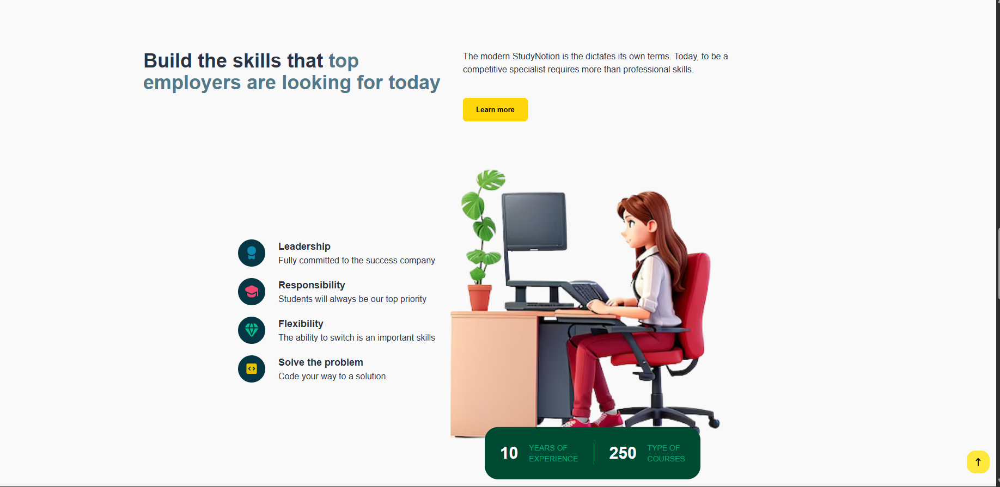 Build the skills that top
employers are looking for today
The modern StudyNotion is the dictates its own terms. Today, to be a
competitive specialist requires more than professional skills.
Learn more
Leadership
Fully committed to the success company
Responsibility
Students will always be our top priority
Flexibility
The ability to switch is an important skills
Solve the problem
Code your way to a solution
10
YEARS OF
EXPERIENCE
250
TYPE OF
COURSES